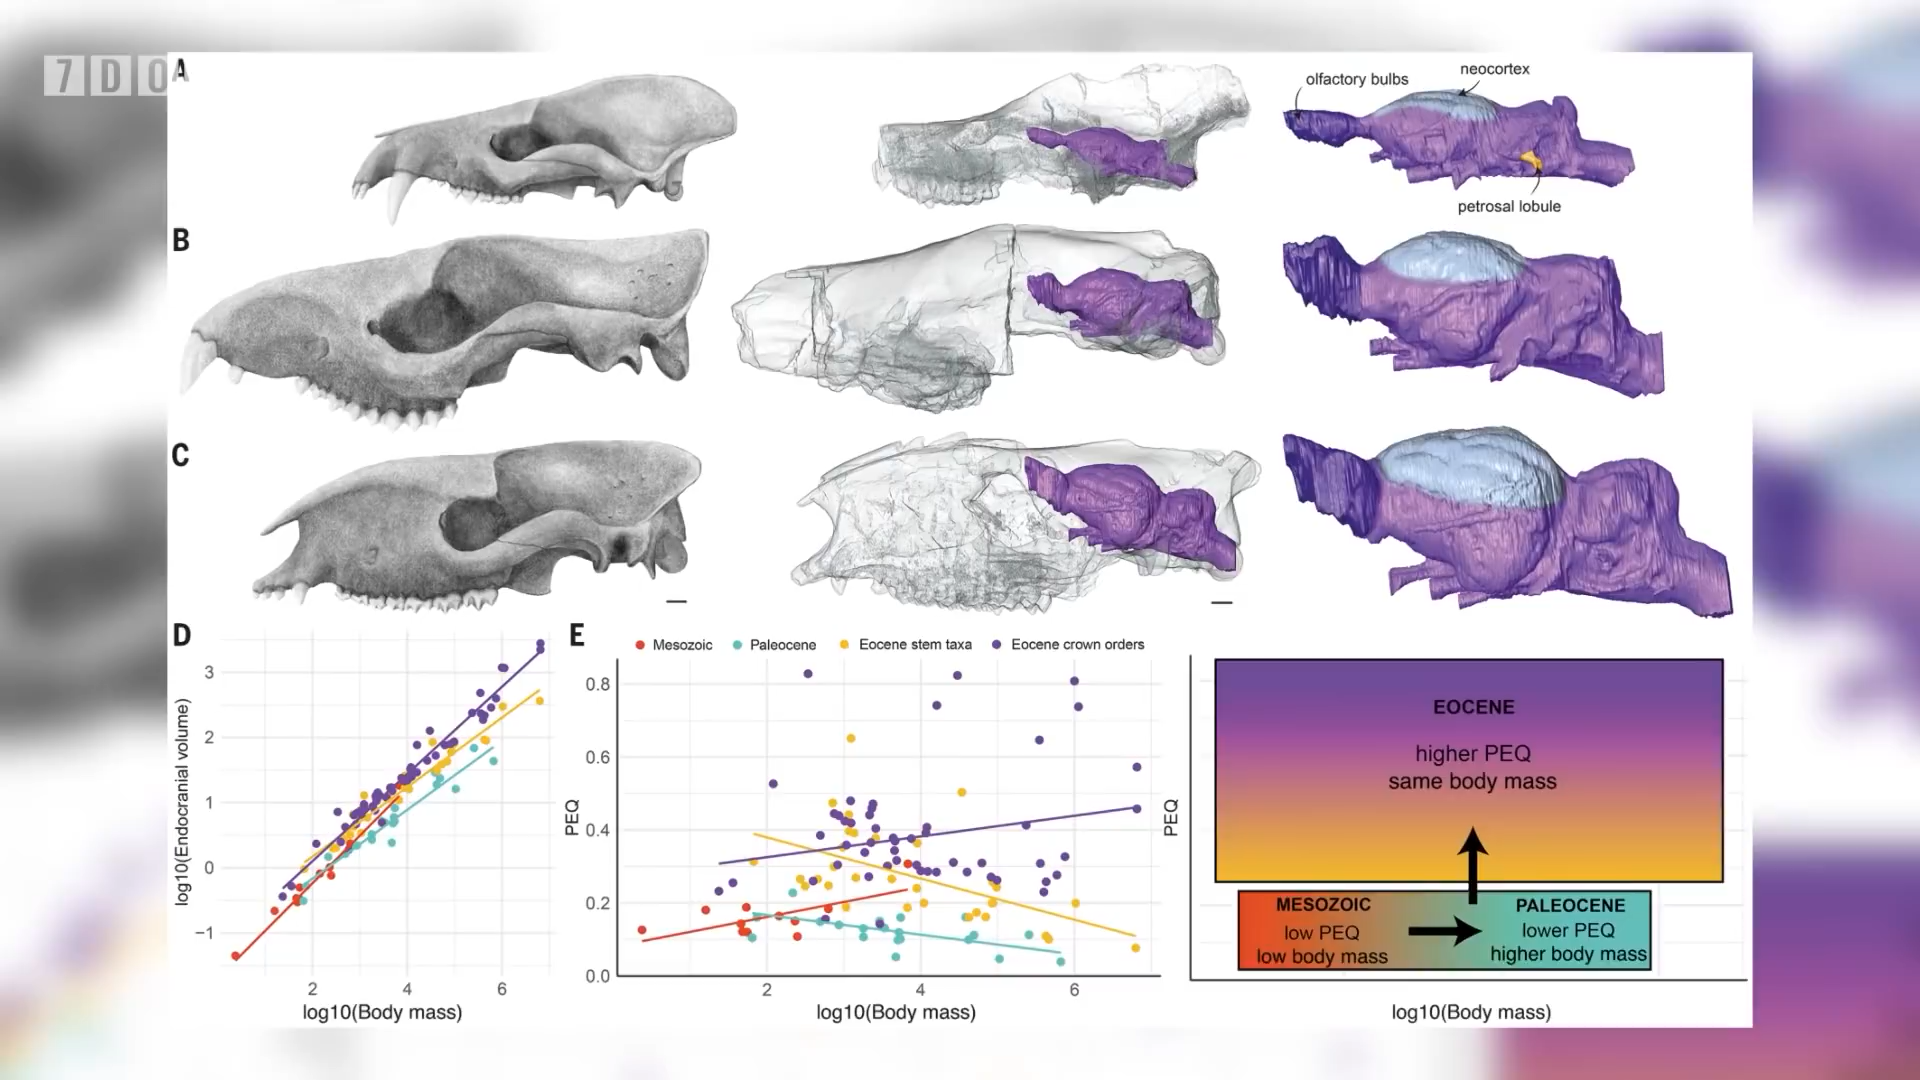 7 D O
A
olfactory bulbs
neocortex
petrosal lobule
B
C
D
E
Mesozoic
Paleocene
Eocene stem taxa
Eocene crown orders
log10(Endocranial volume)
3
2
1
0
−1
2
4
6
log10(Body mass)
PEQ
0.8
0.6
0.4
0.2
0.0
2
4
6
log10(Body mass)
PEQ
EOCENE
higher PEQ
same body mass
MESOZOIC
low PEQ
low body mass
PALEOCENE
lower PEQ
higher body mass
log10(Body mass)